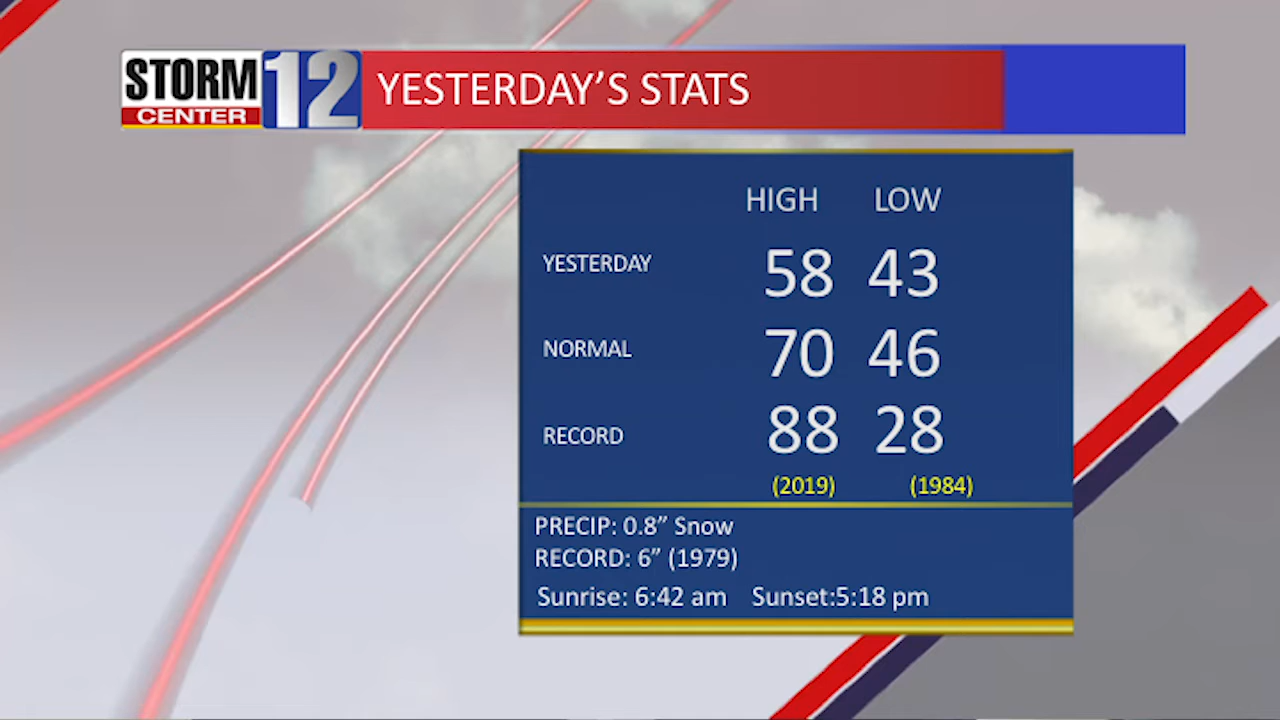 STORM
CENTER
12
YESTERDAY’S STATS
HIGH LOW
YESTERDAY 58 43
NORMAL 70 46
RECORD 88 28
(2019) (1984)
PRECIP: 0.8” Snow
RECORD: 6” (1979)
Sunrise: 6:42 am Sunset:5:18 pm